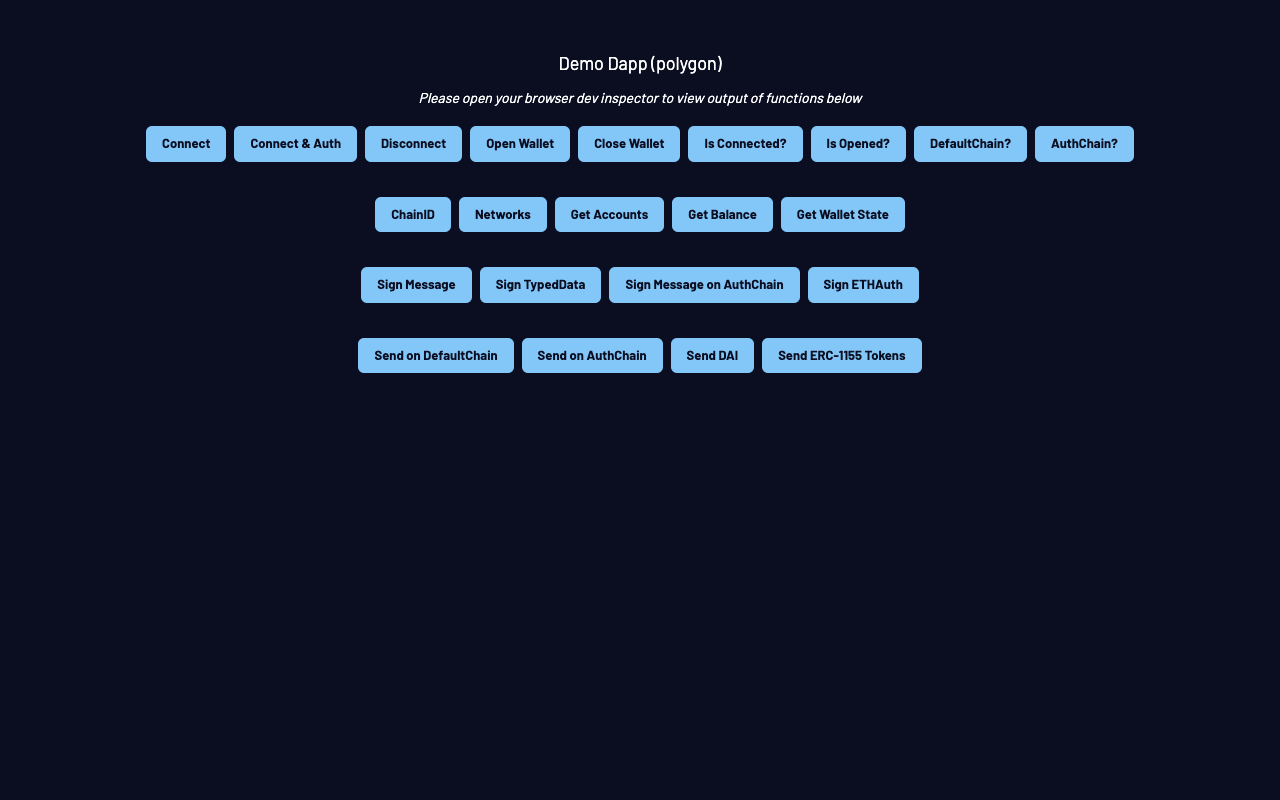 Demo Dapp (polygon)
Please open your browser dev inspector to view output of functions below
Connect Connect & Auth Disconnect Open Wallet Close Wallet Is Connected? Is Opened? DefaultChain? AuthChain?
ChainID Networks Get Accounts Get Balance Get Wallet State
Sign Message Sign TypedData Sign Message on AuthChain Sign ETHAuth
Send on DefaultChain Send on AuthChain Send DAI Send ERC-1155 Tokens